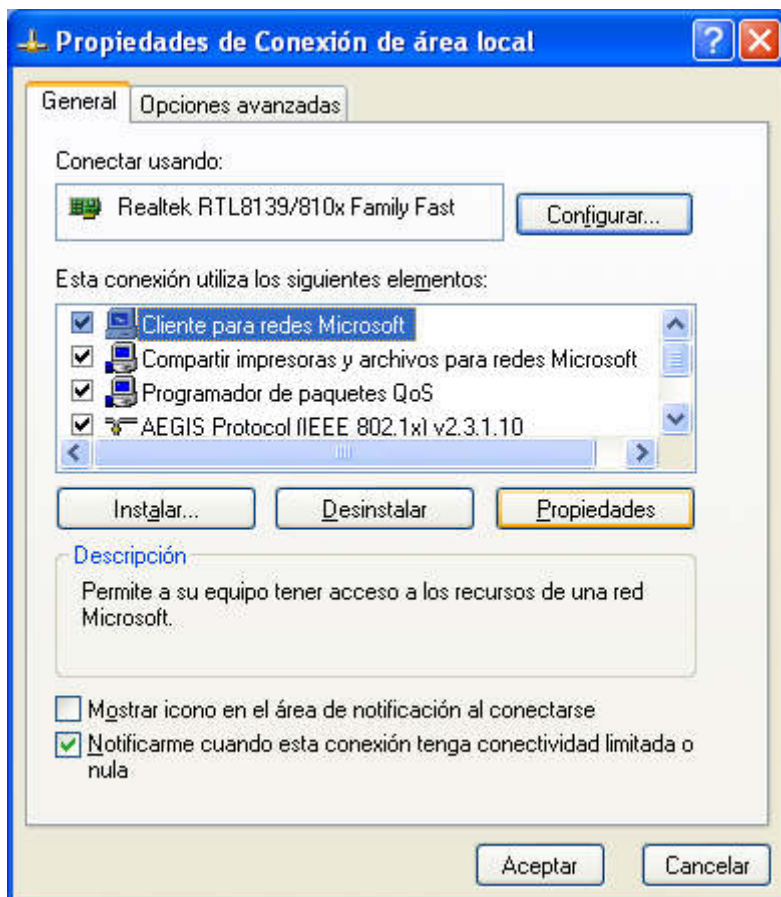 Propiedades de Conexión de área local
General
Opciones avanzadas
Conectar usando:
Realtek RTL8139/810x Family Fast
Configurar...
Esta conexión utiliza los siguientes elementos:
Cliente para redes Microsoft
Compartir impresoras y archivos para redes Microsoft
Programador de paquetes QoS
AEGIS Protocol (IEEE 802.1x) v2.3.1.10
Instalar...
Desinstalar
Propiedades
Descripción
Permite a su equipo tener acceso a los recursos de una red
Microsoft.
Mostrar icono en el área de notificación al conectarse
Notificarme cuando esta conexión tenga conectividad limitada o
nula
Aceptar
Cancelar